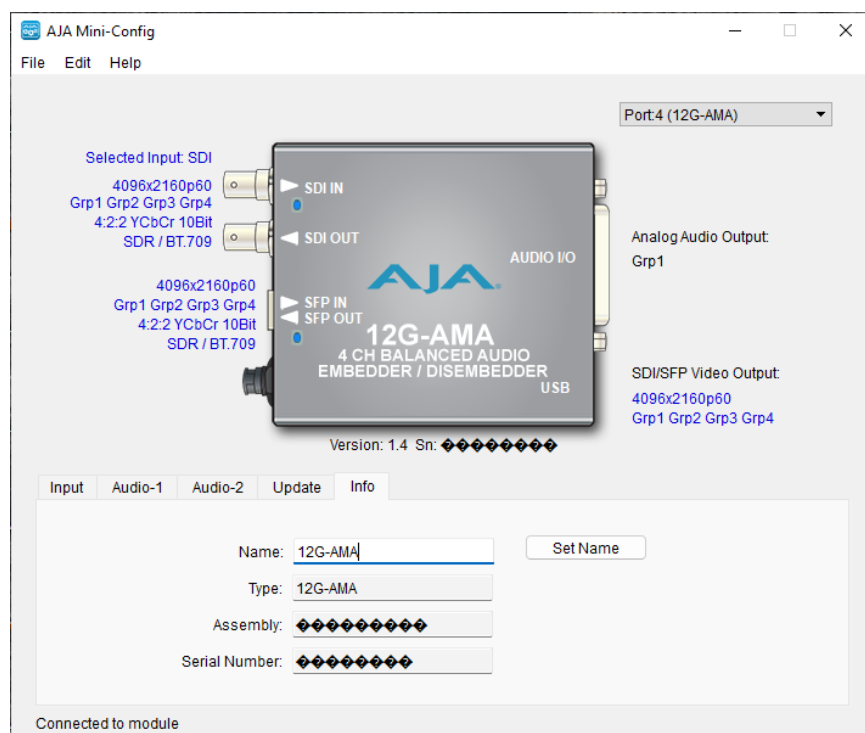 AJA Mini-Config
File Edit Help
Port:4 (12G-AMA)
Selected Input: SDI
4096x2160p60
Grp1 Grp2 Grp3 Grp4
4:2:2 YCbCr 10Bit
SDR / BT.709
4096x2160p60
Grp1 Grp2 Grp3 Grp4
4:2:2 YCbCr 10Bit
SDR / BT.709
SDI IN
SDI OUT
AUDIO I/O
AJA
SFP IN
SFP OUT
12G-AMA
4 CH BALANCED AUDIO
EMBEDDER / DISEMBEDDER
USB
Analog Audio Output:
Grp1
SDI/SFP Video Output:
4096x2160p60
Grp1 Grp2 Grp3 Grp4
Version: 1.4 Sn: ��������
Input Audio-1 Audio-2 Update Info
Name: 12G-AMA Set Name
Type: 12G-AMA
Assembly: ���������
Serial Number: ��������
Connected to module